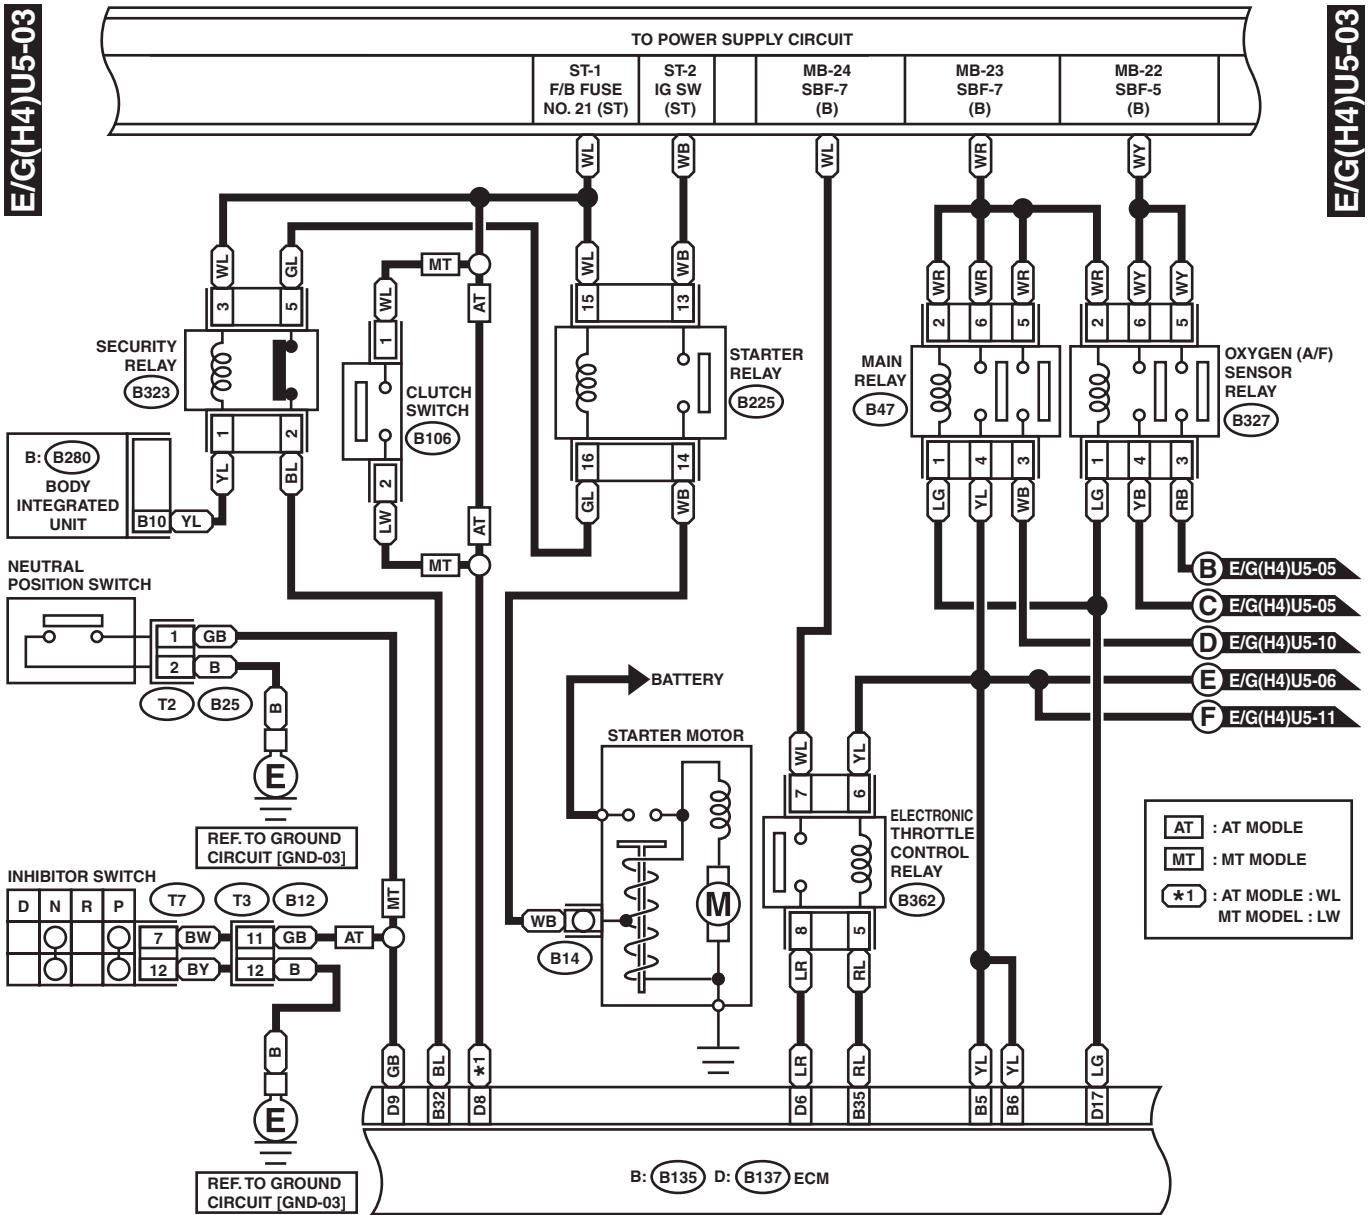 E/G(H4)U5-03
E/G(H4)U5-03
TO POWER SUPPLY CIRCUIT
ST-1
F/B FUSE
NO. 21 (ST)
ST-2
IG SW
(ST)
MB-24
SBF-7
(B)
MB-23
SBF-7
(B)
MB-22
SBF-5
(B)
WL
WB
WL
WR
WY
WL
GL
MT
WL
AT
WL
WB
WR
WR
WR
WR
WY
WY
3
5
1
15
13
2
6
5
2
6
5
SECURITY
RELAY
B323
CLUTCH
SWITCH
B106
STARTER
RELAY
B225
MAIN
RELAY
B47
OXYGEN (A/F)
SENSOR
RELAY
B327
1
2
2
16
14
1
4
3
1
4
3
YL
BL
LW
AT
MT
GL
WB
LG
YL
WB
LG
YB
RB
B: B280
BODY
INTEGRATED
UNIT
B10
YL
B E/G(H4)U5-05
C E/G(H4)U5-05
D E/G(H4)U5-10
E E/G(H4)U5-06
F E/G(H4)U5-11
NEUTRAL
POSITION SWITCH
1 GB
2 B
T2
B25
B
E
REF. TO GROUND
CIRCUIT [GND-03]
BATTERY
STARTER MOTOR
M
WB
B14
WL
YL
7
6
ELECTRONIC
THROTTLE
CONTROL
RELAY
B362
8
5
LR
RL
AT : AT MODLE
MT : MT MODLE
*1 : AT MODLE : WL
MT MODEL : LW
INHIBITOR SWITCH
D N R P
T7
T3
B12
MT
7 BW 11 GB AT
12 BY 12 B
B
E
REF. TO GROUND
CIRCUIT [GND-03]
GB
BL
*1
LR
RL
YL
YL
LG
D9
B32
D8
D6
B35
B5
B6
D17
B: B135 D: B137 ECM